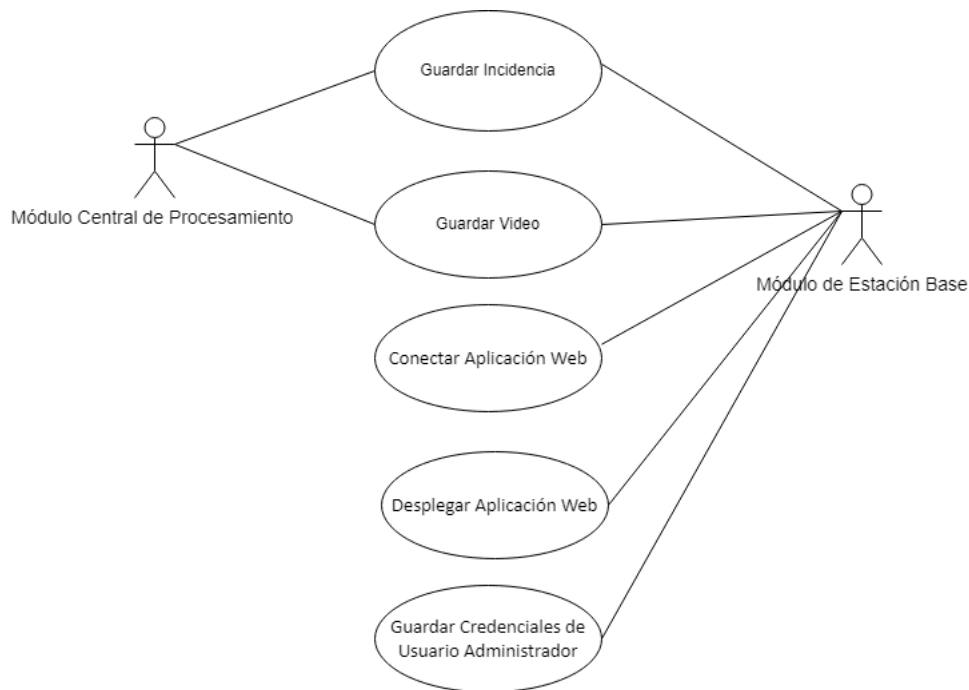 Guardar Incidencia
Módulo Central de Procesamiento
Guardar Video
Módulo de Estación Base
Conectar Aplicación Web
Desplegar Aplicación Web
Guardar Credenciales de
Usuario Administrador